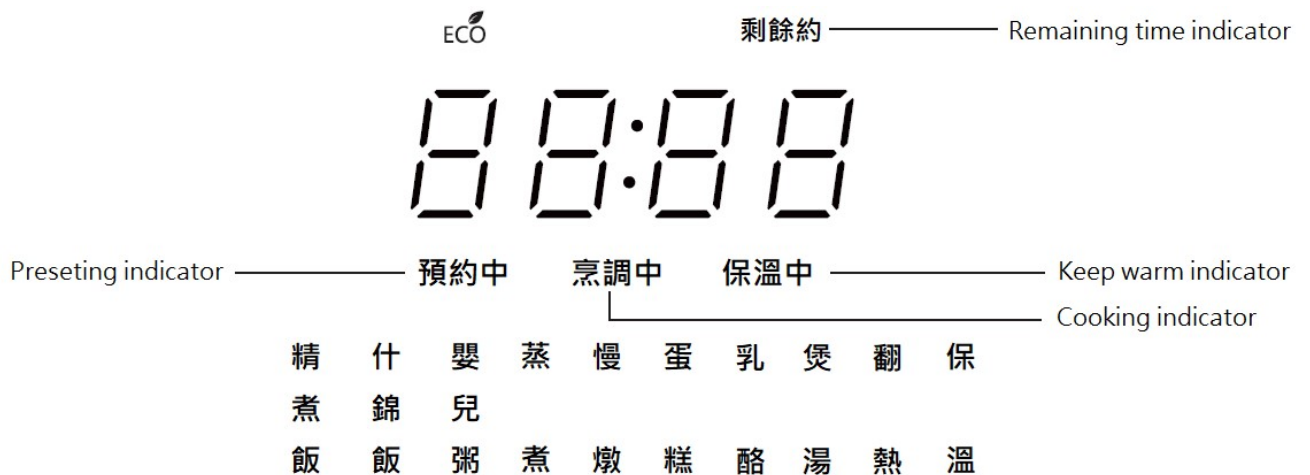 ECO
剩餘約 Remaining time indicator
88:88
Preseting indicator 預約中 烹調中 保溫中 Keep warm indicator
Cooking indicator
精煮飯 什錦飯 嬰兒粥 蒸煮 慢燉 蛋糕 乳酪 煲湯 翻熱 保溫